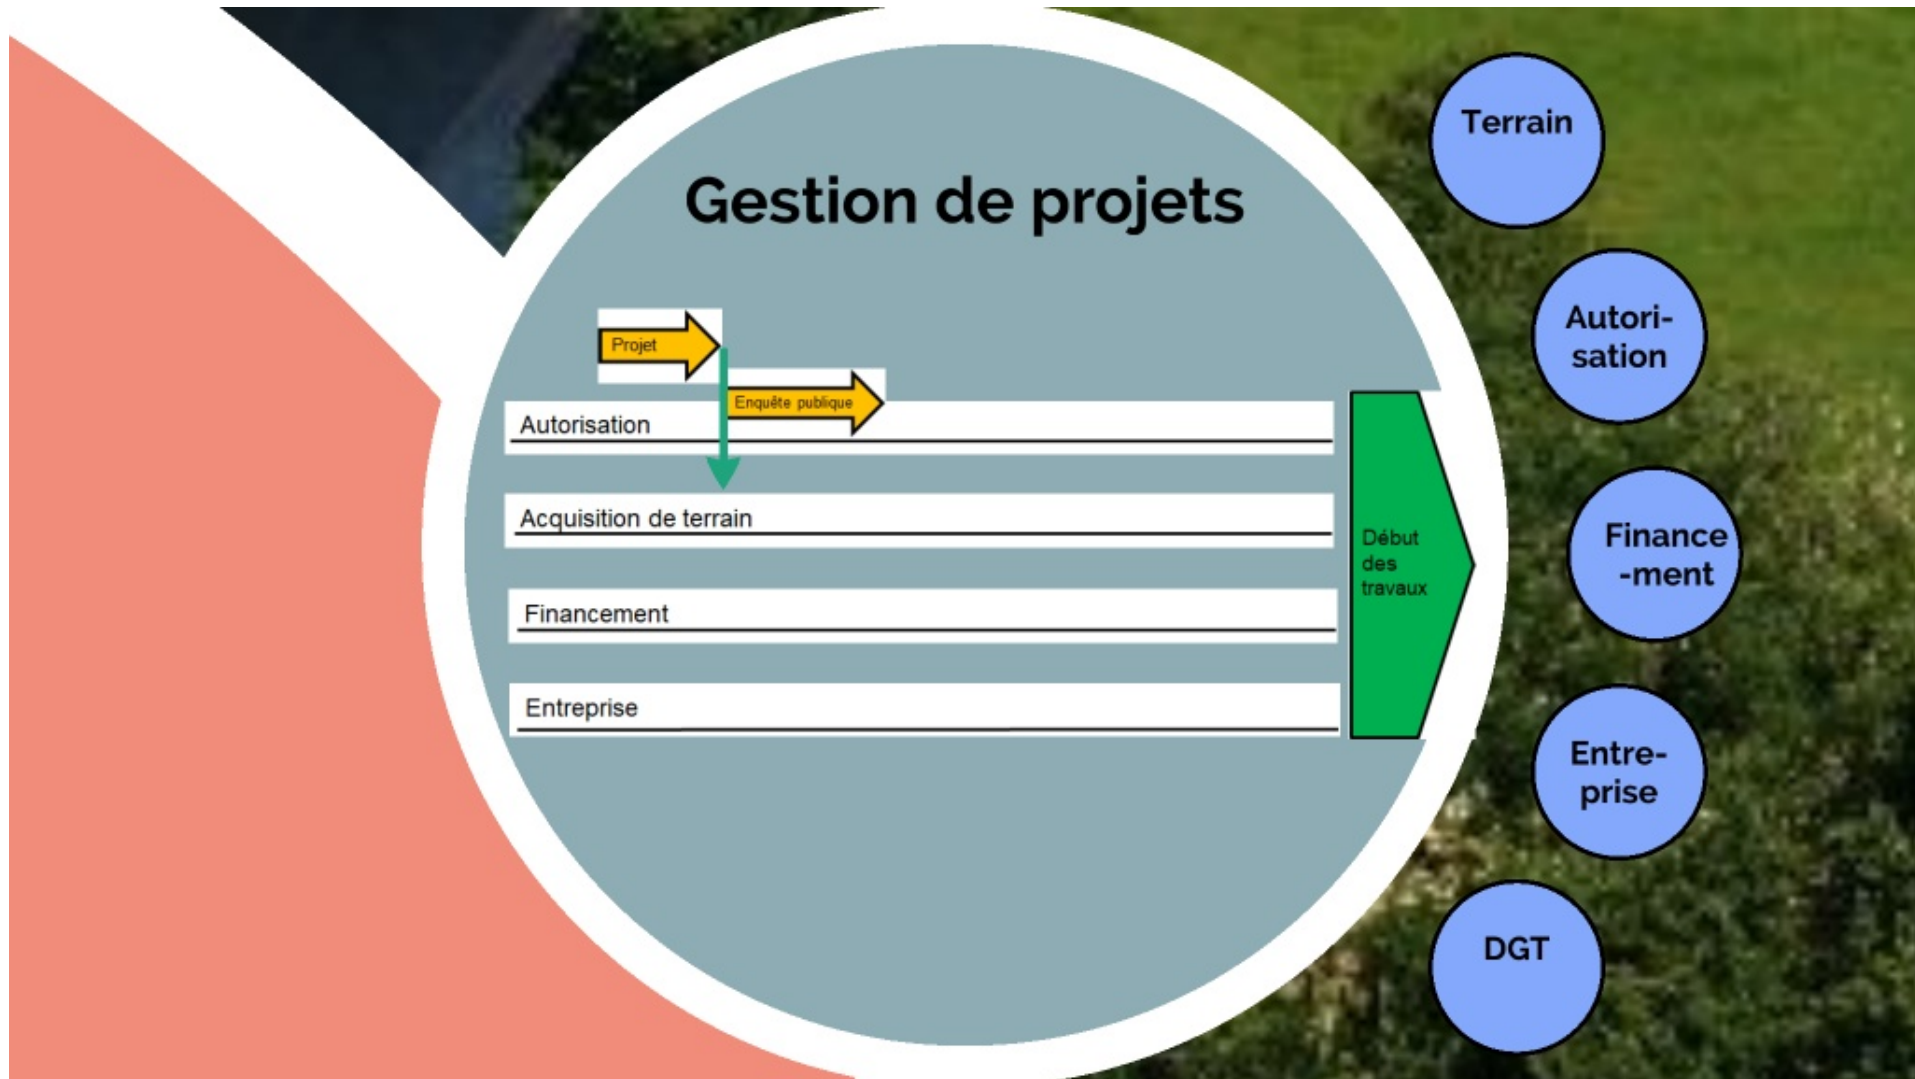 Gestion de projets
Projet
Enquête publique
Autorisation
Acquisition de terrain
Financement
Entreprise
Début
des
travaux
Terrain
Autori-
sation
Finance
-ment
Entre-
prise
DGT